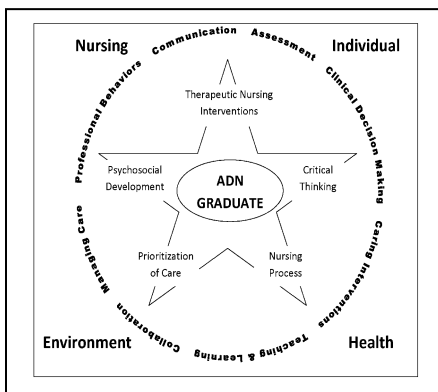 Nursing
Individual
Professional Behaviors
Communication
Assessment
Clinical Decision Making
Caring Interventions
Teaching & Learning
Collaboration
Managing Care
Therapeutic Nursing
Interventions
Psychosocial
Development
Critical
Thinking
ADN
GRADUATE
Prioritization
of Care
Nursing
Process
Environment
Health